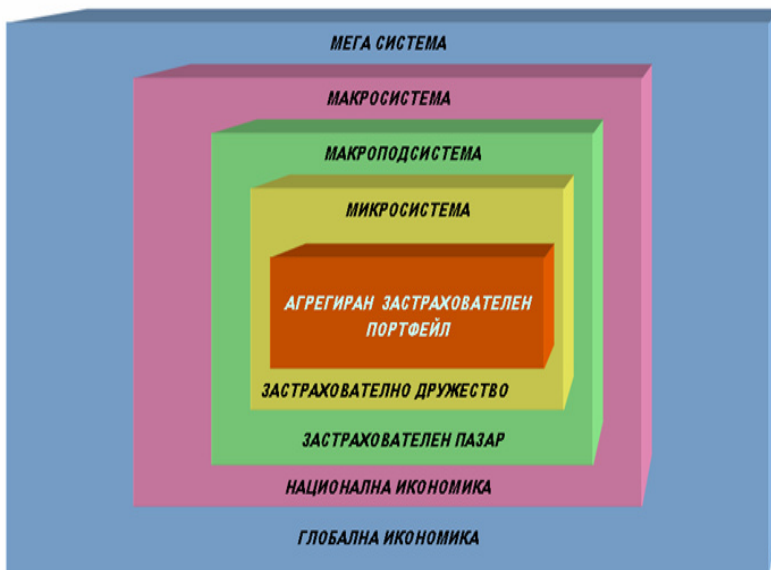 МЕГА СИСТЕМА
МАКРОСИСТЕМА
МАКРОПОДСИСТЕМА
МИКРОСИСТЕМА
АГРЕГИРАН ЗАСТРАХОВАТЕЛЕН
ПОРТФЕЙЛ
ЗАСТРАХОВАТЕЛНО ДРУЖЕСТВО
ЗАСТРАХОВАТЕЛЕН ПАЗАР
НАЦИОНАЛНА ИКОНОМИКА
ГЛОБАЛНА ИКОНОМИКА